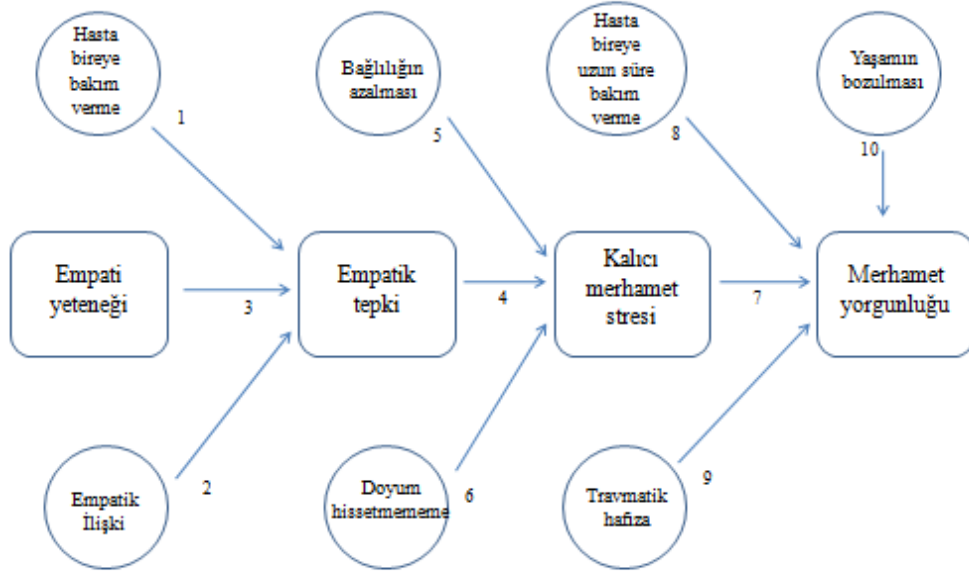 Hasta
bireye
bakım
verme
Bağlılığın
azalması
Hasta
bireye
uzun süre
bakım
verme
Yaşamın
bozulması
1
5
8
10
Empati
yeteneği
3
Empatik
tepki
4
Kalıcı
merhamet
stresi
7
Merhamet
yorgunluğu
Empatik
İlişki
2
Doyum
hissetmememe
6
Travmatik
hafıza
9